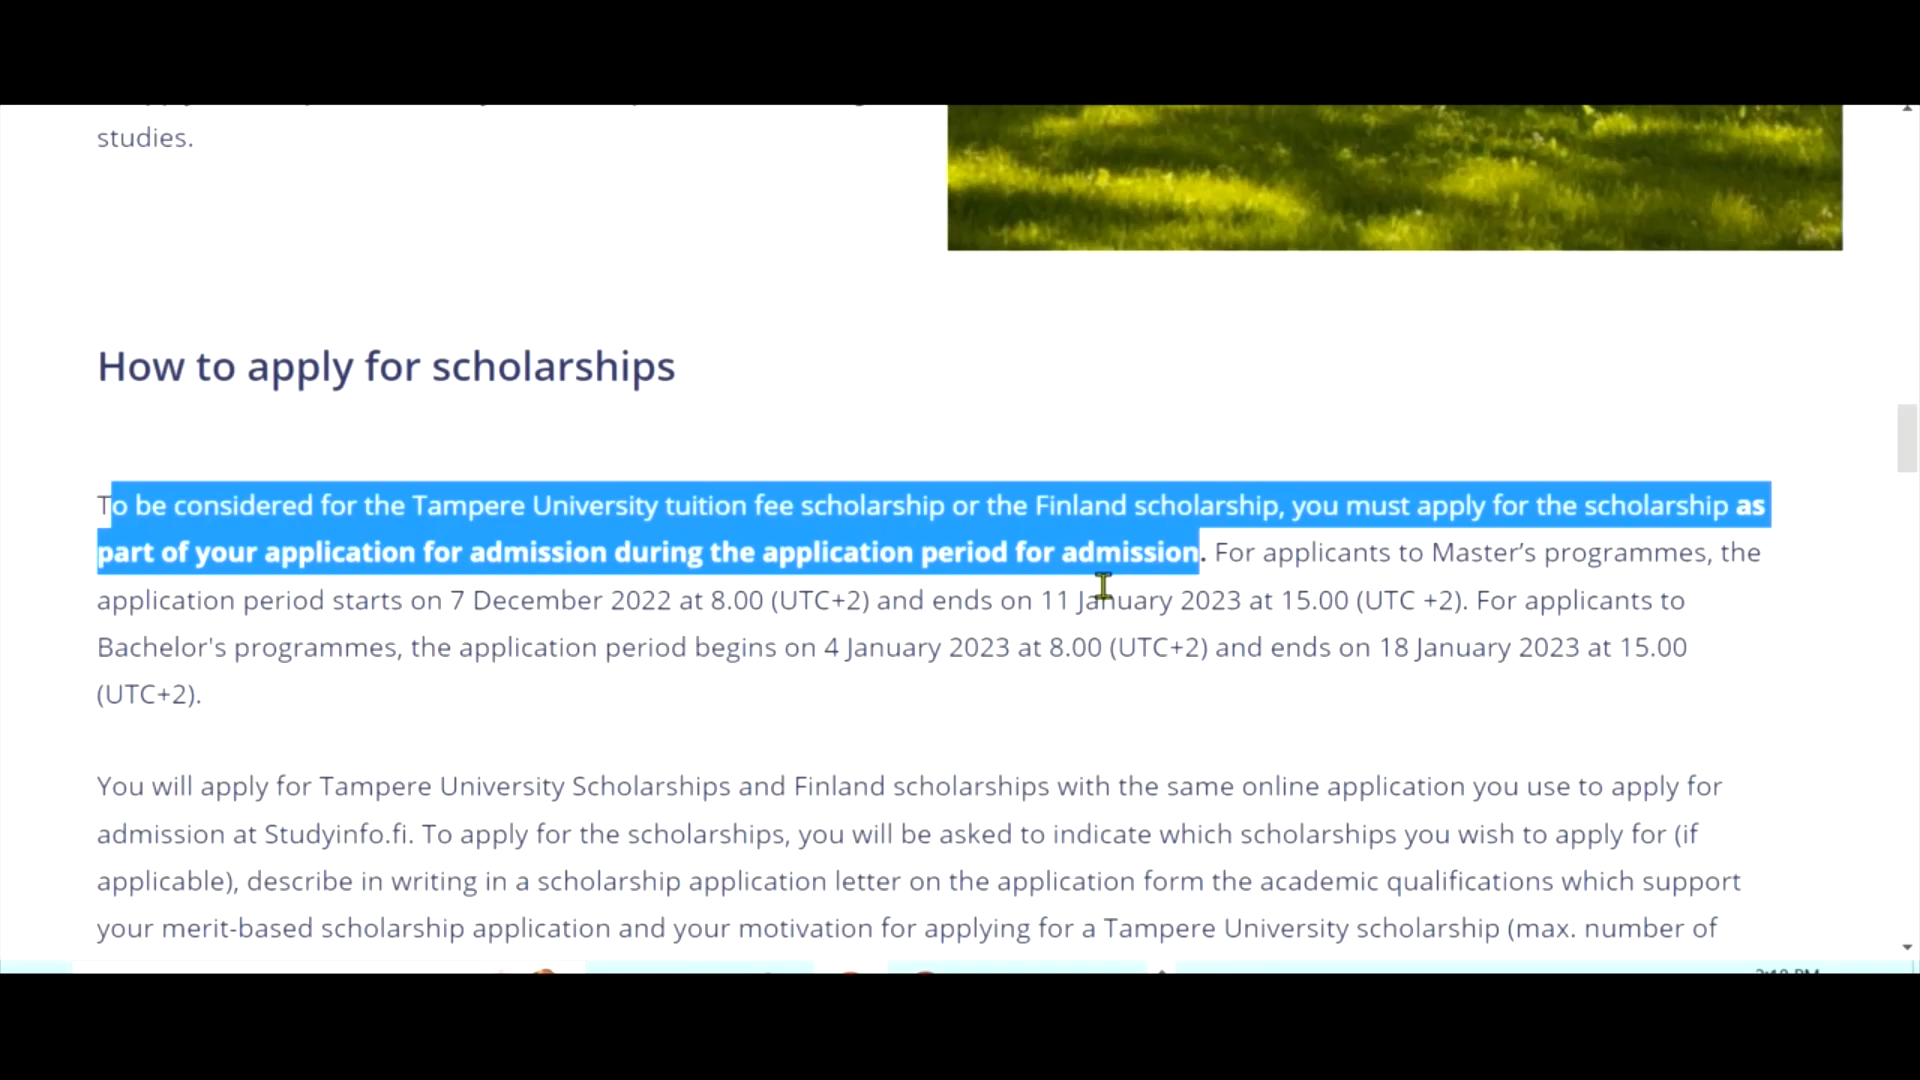 studies.
How to apply for scholarships
To be considered for the Tampere University tuition fee scholarship or the Finland scholarship, you must apply for the scholarship as
part of your application for admission during the application period for admission. For applicants to Master’s programmes, the
application period starts on 7 December 2022 at 8.00 (UTC+2) and ends on 11 January 2023 at 15.00 (UTC +2). For applicants to
Bachelor's programmes, the application period begins on 4 January 2023 at 8.00 (UTC+2) and ends on 18 January 2023 at 15.00
(UTC+2).
You will apply for Tampere University Scholarships and Finland scholarships with the same online application you use to apply for
admission at Studyinfo.fi. To apply for the scholarships, you will be asked to indicate which scholarships you wish to apply for (if
applicable), describe in writing in a scholarship application letter on the application form the academic qualifications which support
your merit-based scholarship application and your motivation for applying for a Tampere University scholarship (max. number of